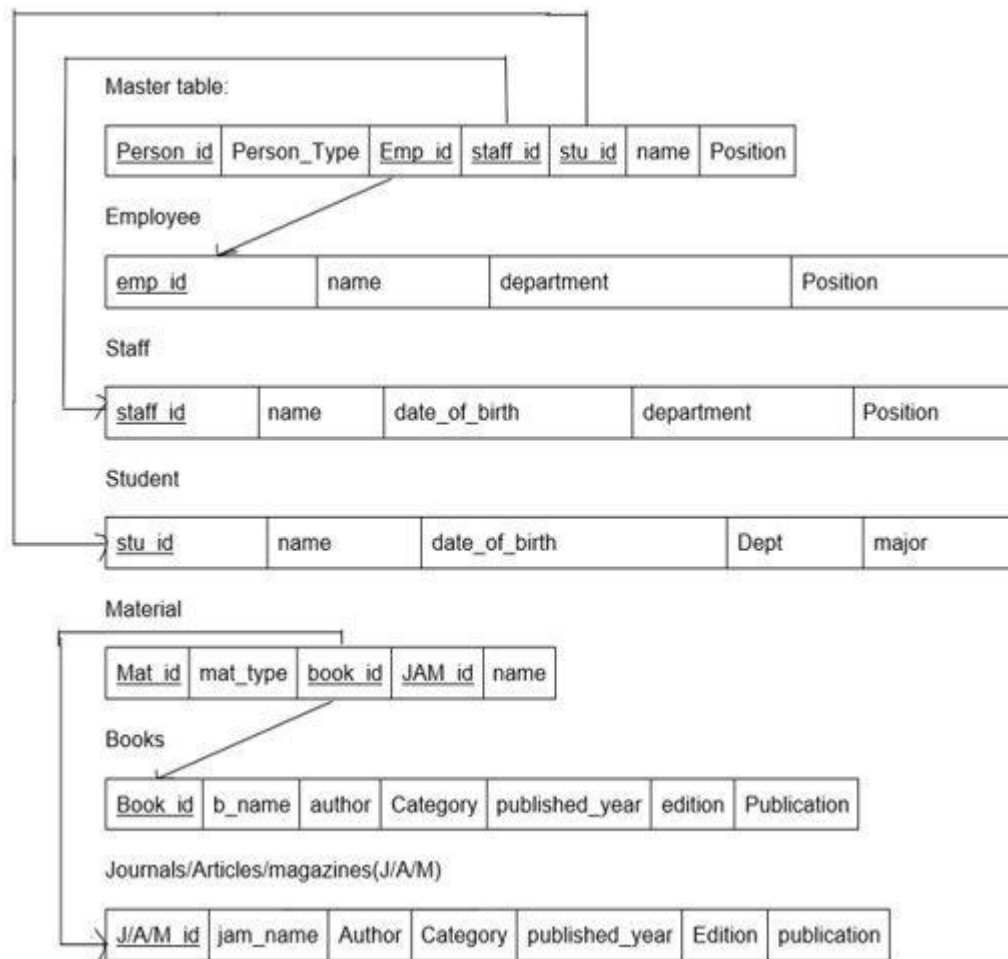 Master table:
Person_id Person_Type Emp_id staff_id stu_id name Position
Employee
emp_id name department Position
Staff
staff_id name date_of_birth department Position
Student
stu_id name date_of_birth Dept major
Material
Mat_id mat_type book_id JAM_id name
Books
Book_id b_name author Category published_year edition Publication
Journals/Articles/magazines(J/A/M)
J/A/M_id jam_name Author Category published_year Edition publication